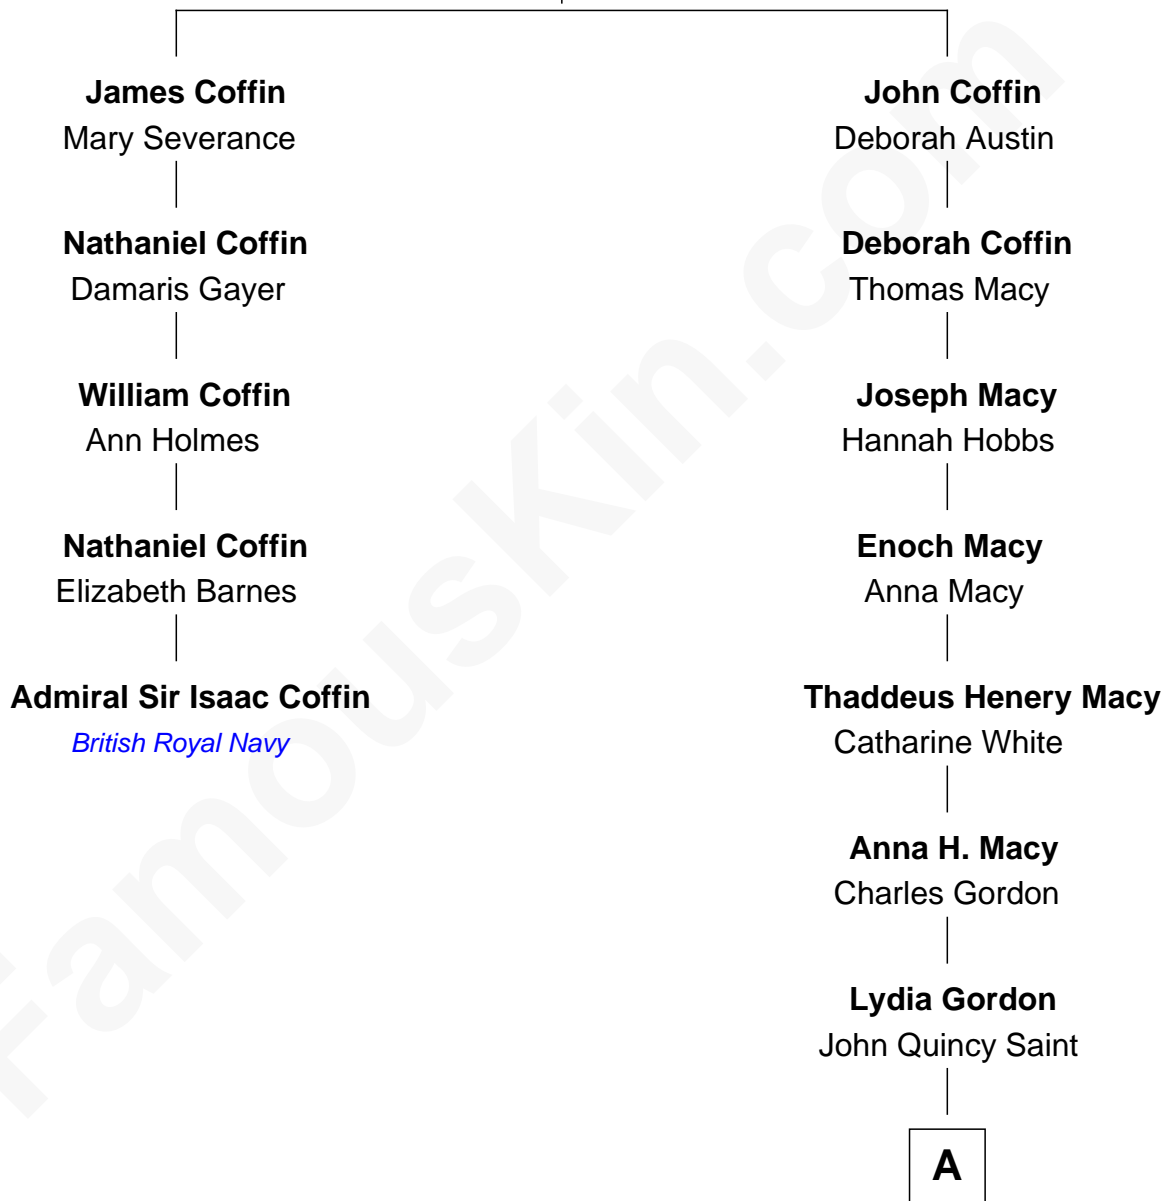 James Coffin
Mary Severance
Nathaniel Coffin
Damaris Gayer
William Coffin
Ann Holmes
Nathaniel Coffin
Elizabeth Barnes
Admiral Sir Isaac Coffin
British Royal Navy
John Coffin
Deborah Austin
Deborah Coffin
Thomas Macy
Joseph Macy
Hannah Hobbs
Enoch Macy
Anna Macy
Thaddeus Henery Macy
Catharine White
Anna H. Macy
Charles Gordon
Lydia Gordon
John Quincy Saint
A
FamousKin.com